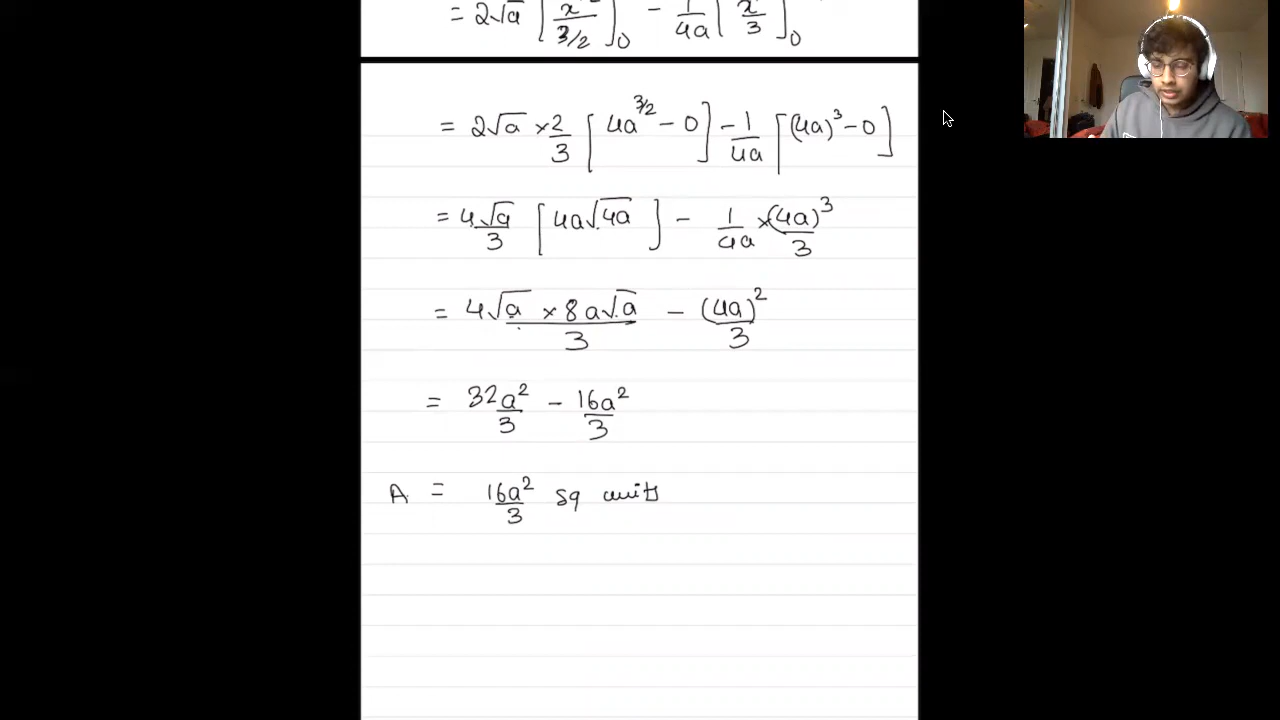 = 2√a [x/3/2]₀ - 1/4a [x³/3]₀
= 2√a × 2/3 [4a^3/2 - 0] - 1/4a [(4a)³ - 0]
= 4√a/3 [4a√4a] - 1/4a × (4a)³/3
= 4√a × 8a√a/3 - (4a)²/3
= 32a²/3 - 16a²/3
A = 16a²/3 sq units